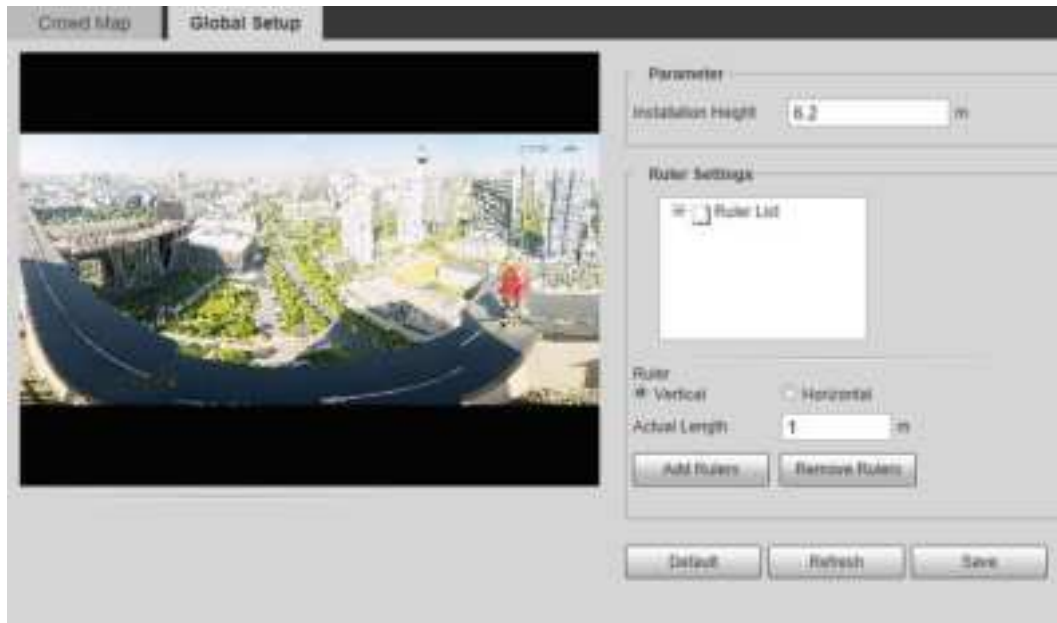 Crowd Map Global Setup
Parameter
Installation Height 6.2 m
Ruler Settings
Ruler List
Ruler
Vertical Horizontal
Actual Length 1 m
Add Rulers Remove Rulers
Default Refresh Save